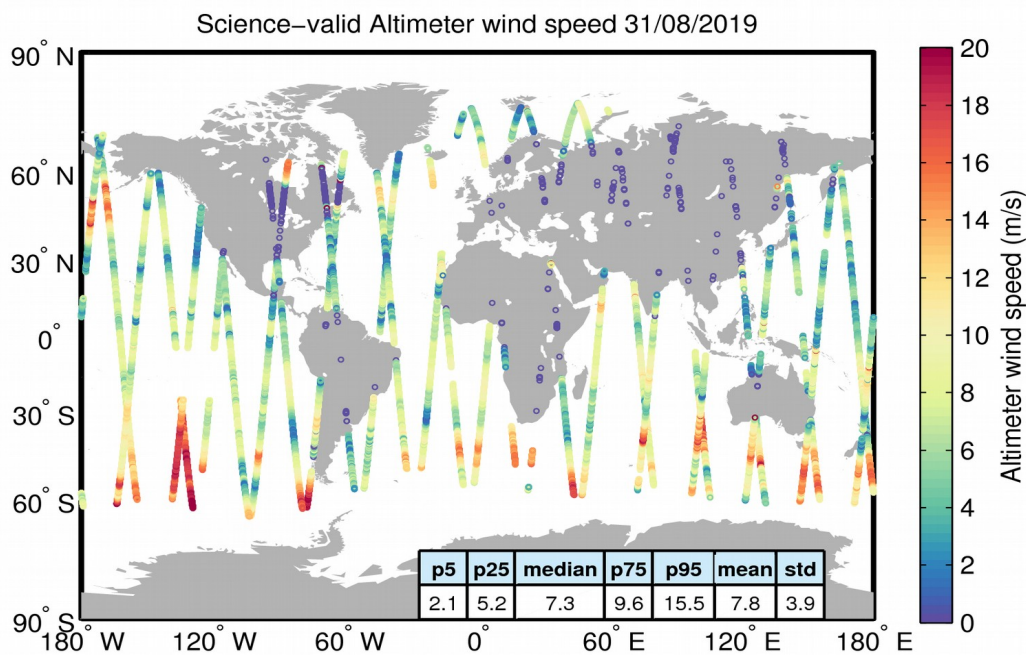 Science−valid Altimeter wind speed 31/08/2019
90° N
60° N
30° N
0°
30° S
60° S
90° S
180° W
120° W
60° W
0°
60° E
120° E
180° E
p5 p25 median p75 p95 mean std
2.1 5.2 7.3 9.6 15.5 7.8 3.9
20
18
16
14
12
10
8
6
4
2
0
Altimeter wind speed (m/s)